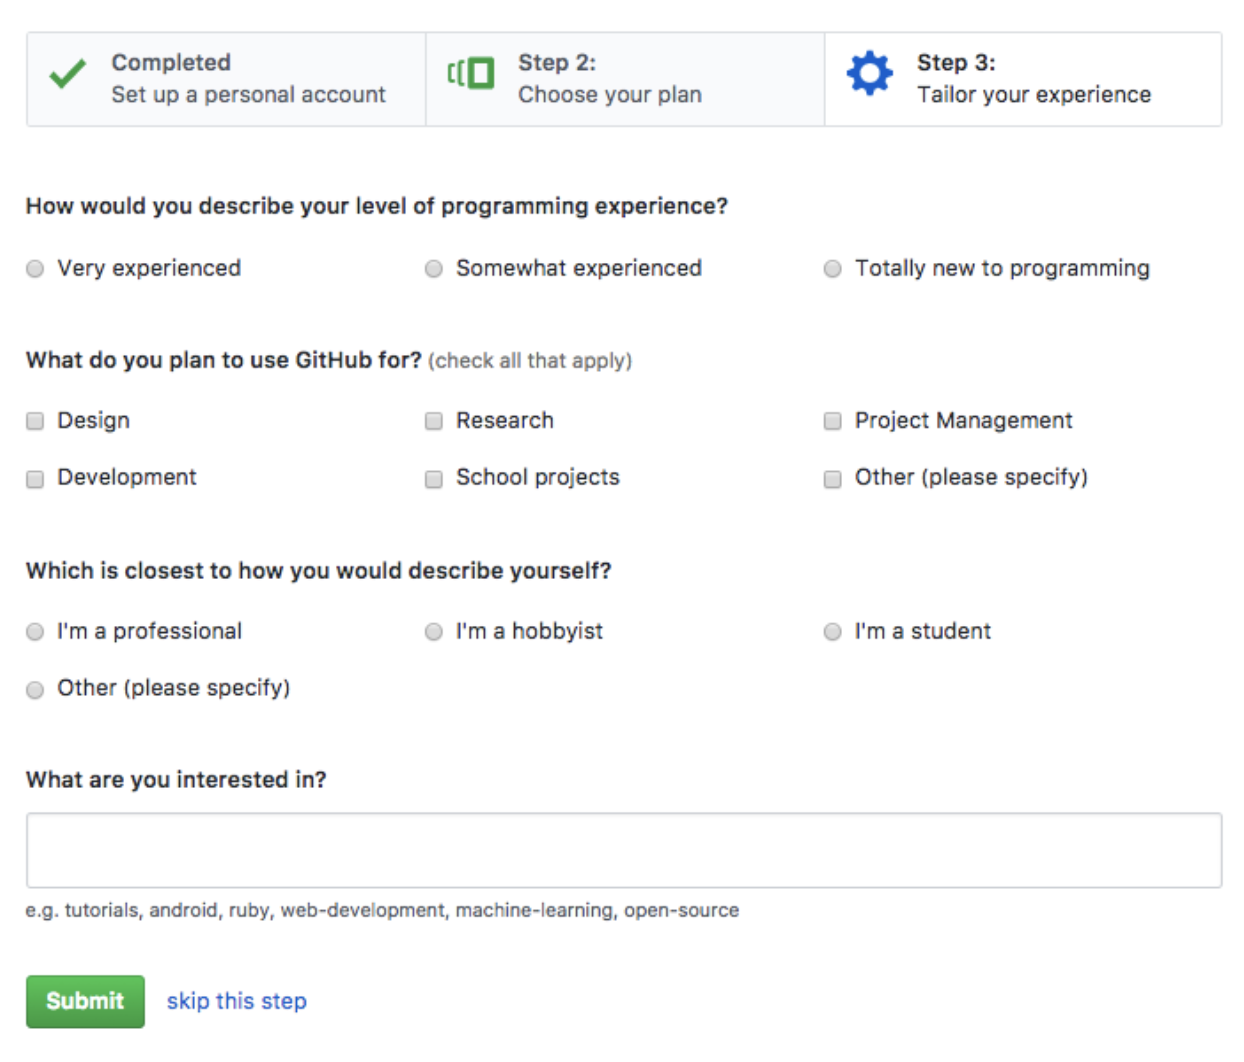 Completed
Set up a personal account
Step 2:
Choose your plan
Step 3:
Tailor your experience
How would you describe your level of programming experience?
Very experienced
Somewhat experienced
Totally new to programming
What do you plan to use GitHub for? (check all that apply)
Design
Research
Project Management
Development
School projects
Other (please specify)
Which is closest to how you would describe yourself?
I'm a professional
I'm a hobbyist
I'm a student
Other (please specify)
What are you interested in?
e.g. tutorials, android, ruby, web-development, machine-learning, open-source
Submit
skip this step